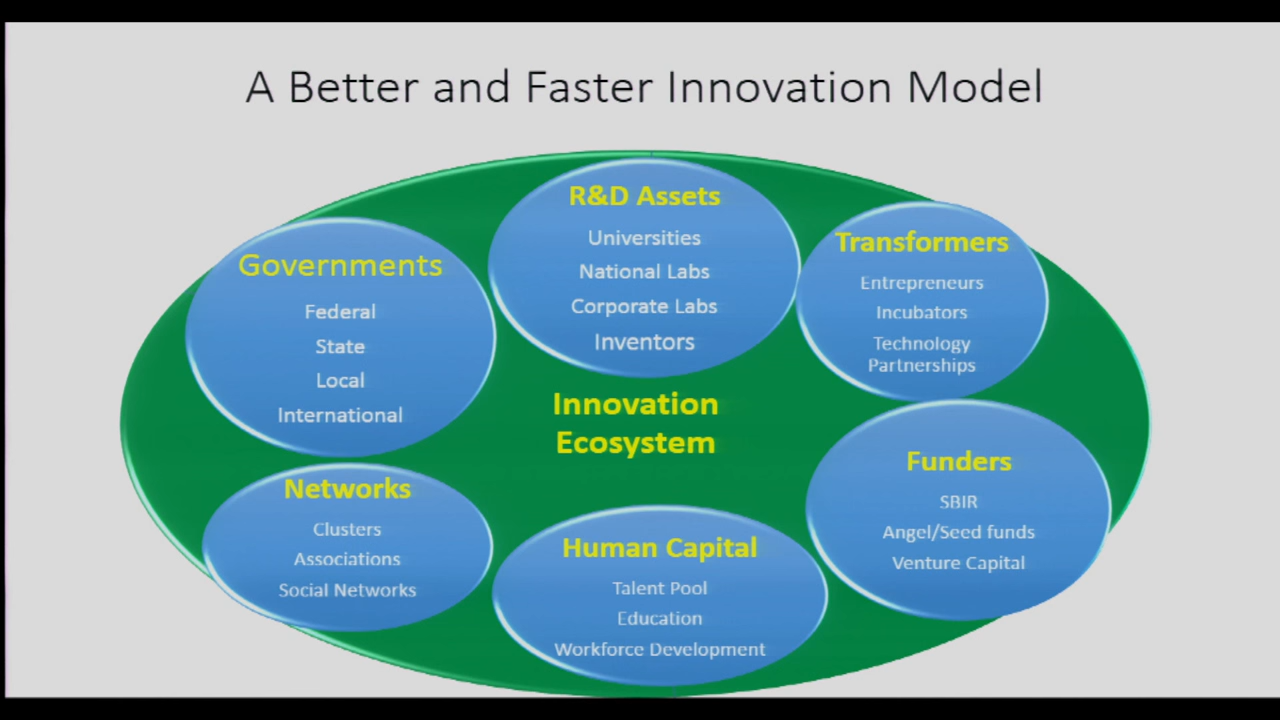 A Better and Faster Innovation Model
Governments
Federal
State
Local
International
R&D Assets
Universities
National Labs
Corporate Labs
Inventors
Transformers
Entrepreneurs
Incubators
Technology
Partnerships
Innovation
Ecosystem
Networks
Clusters
Associations
Social Networks
Human Capital
Talent Pool
Education
Workforce Development
Funders
SBIR
Angel/Seed funds
Venture Capital